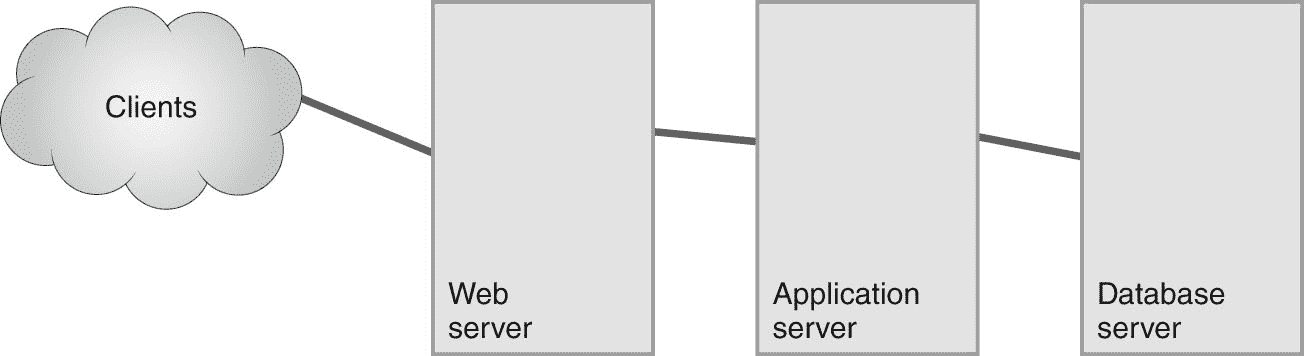 Clients
Web
server
Application
server
Database
server